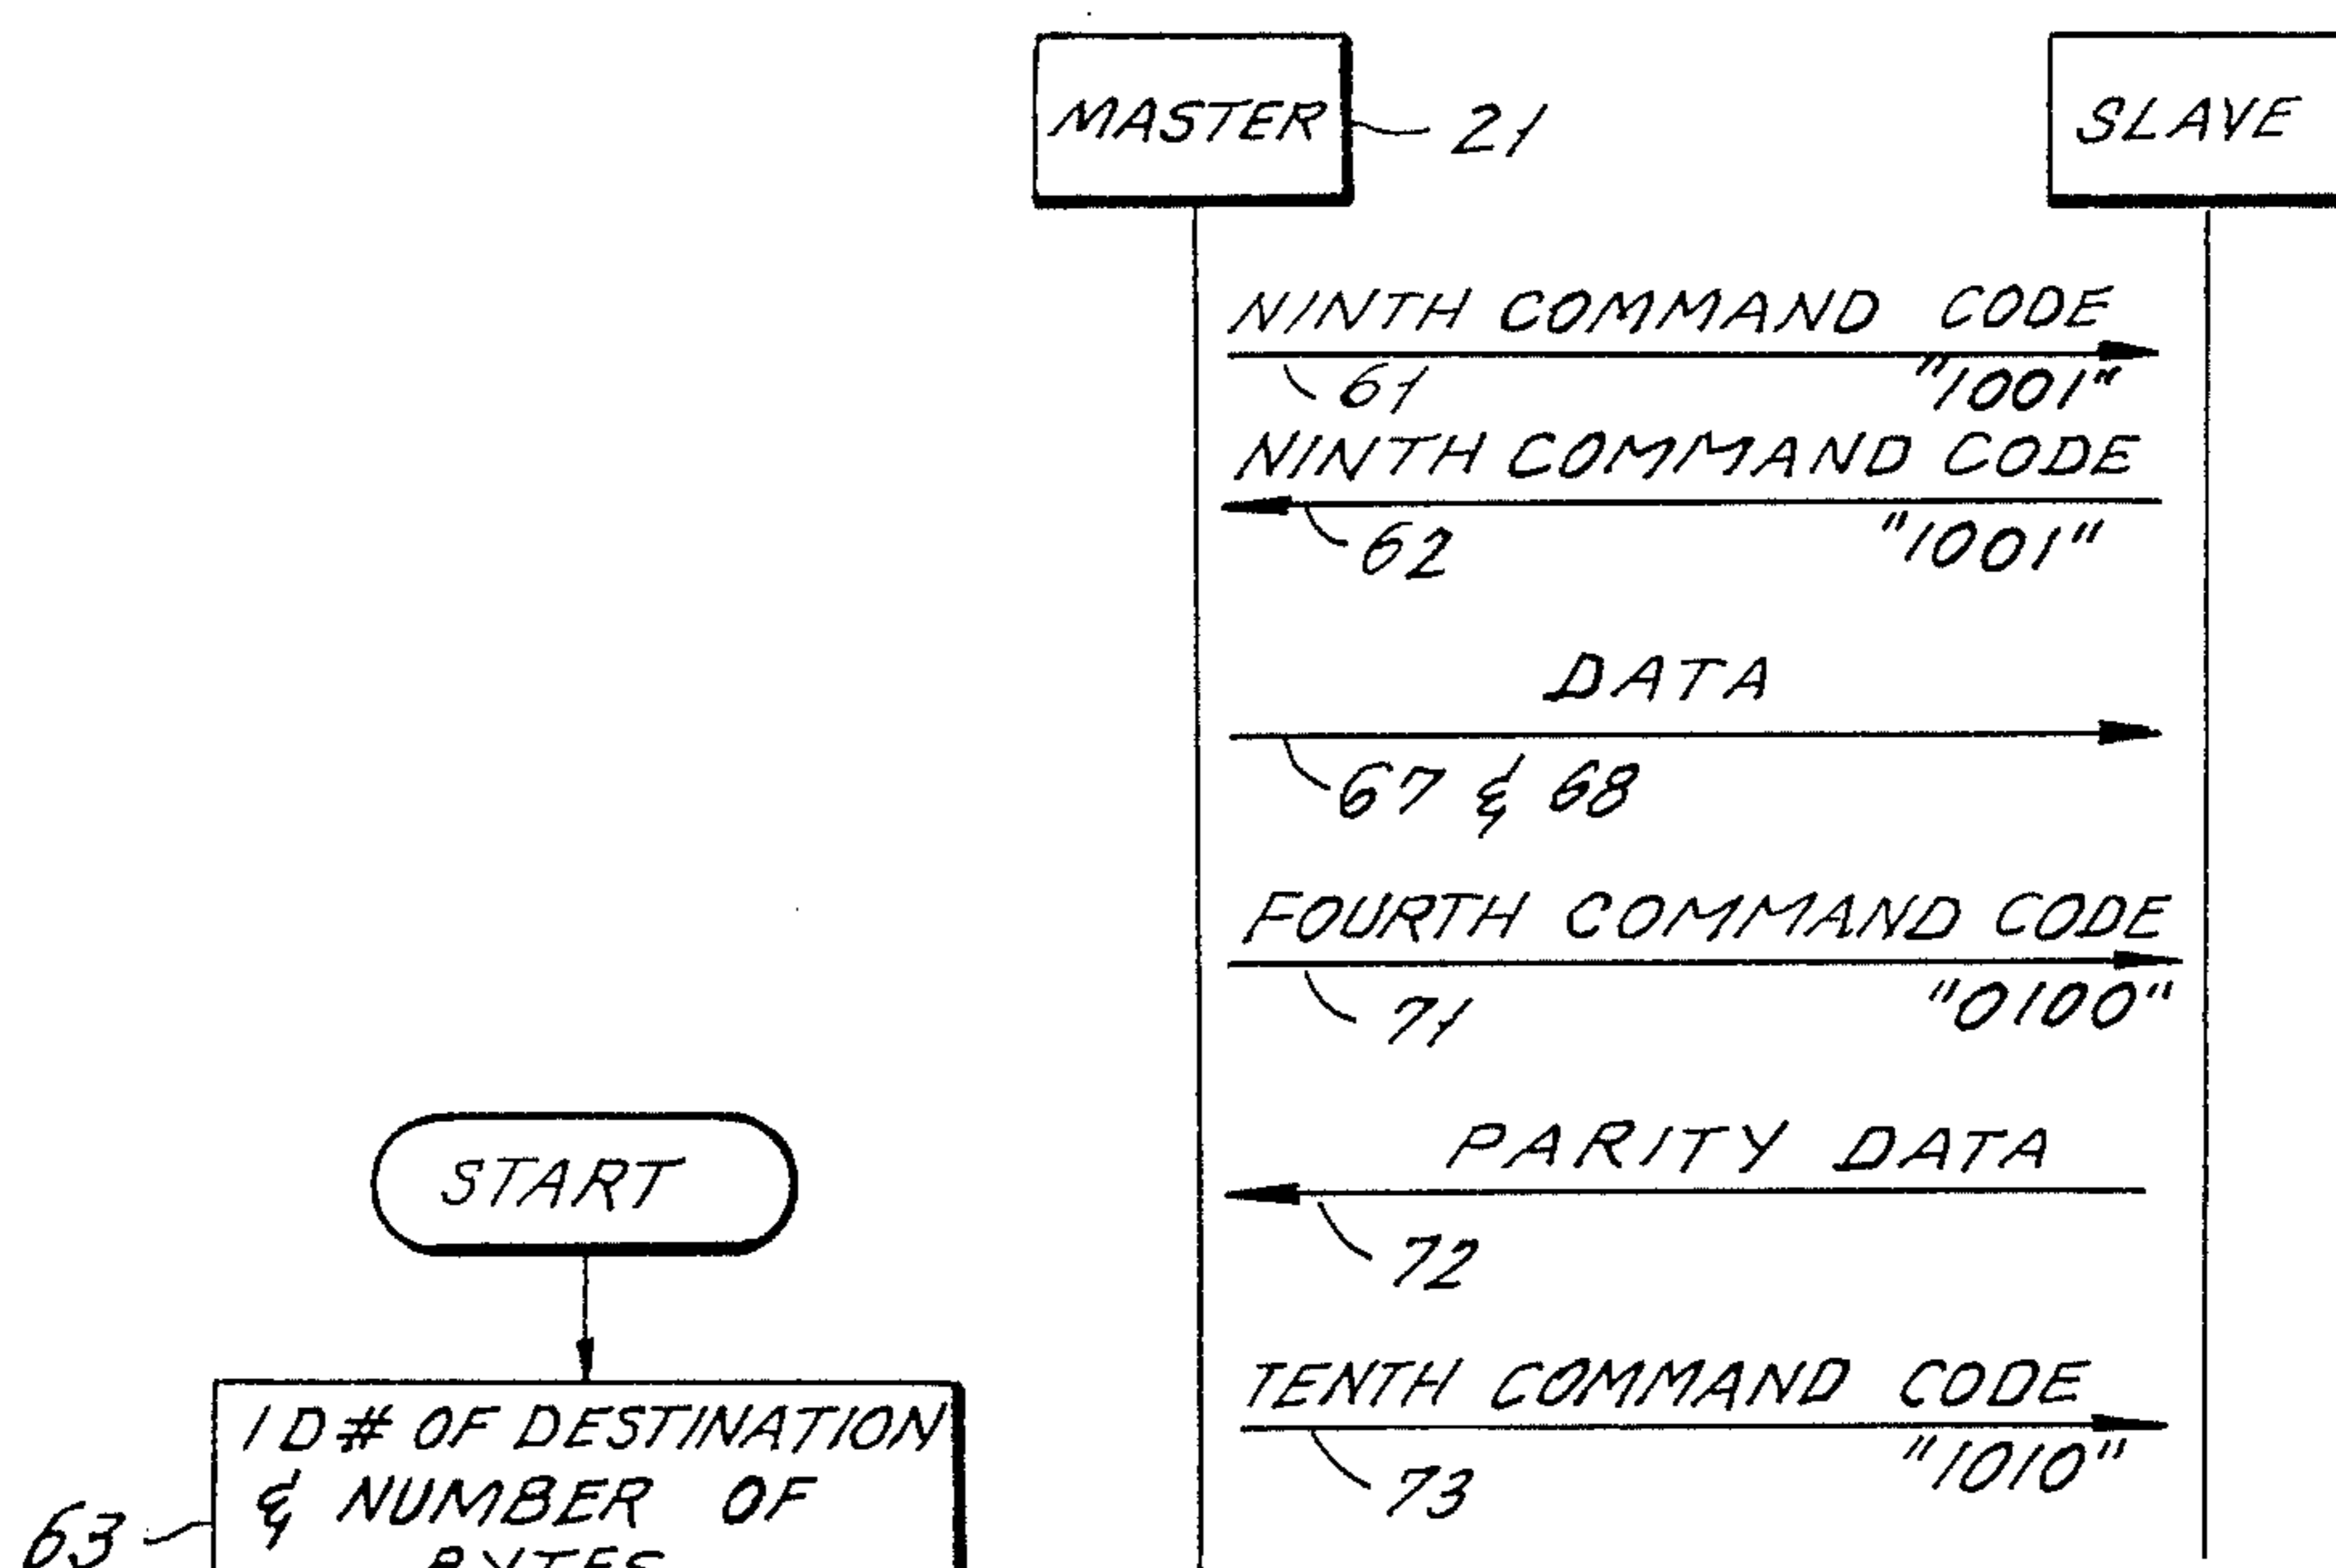 MASTER
21
SLAVE
NINTH COMMAND CODE
61
"1001"
NINTH COMMAND CODE
62
"1001"
DATA
67 & 68
FOURTH COMMAND CODE
71
"0100"
PARITY DATA
72
TENTH COMMAND CODE
73
"1010"
START
ID# OF DESTINATION
& NUMBER OF
BYTES
63